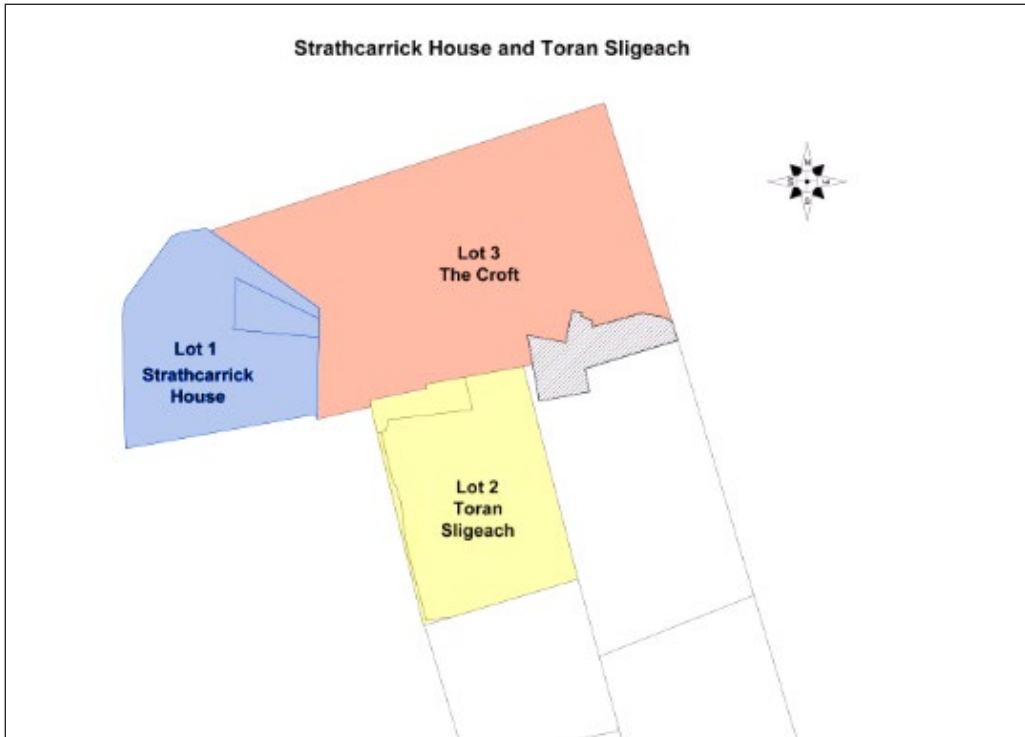 Strathcarrick House and Toran Sligeach
Lot 3
The Croft
Lot 1
Strathcarrick
House
Lot 2
Toran
Sligeach